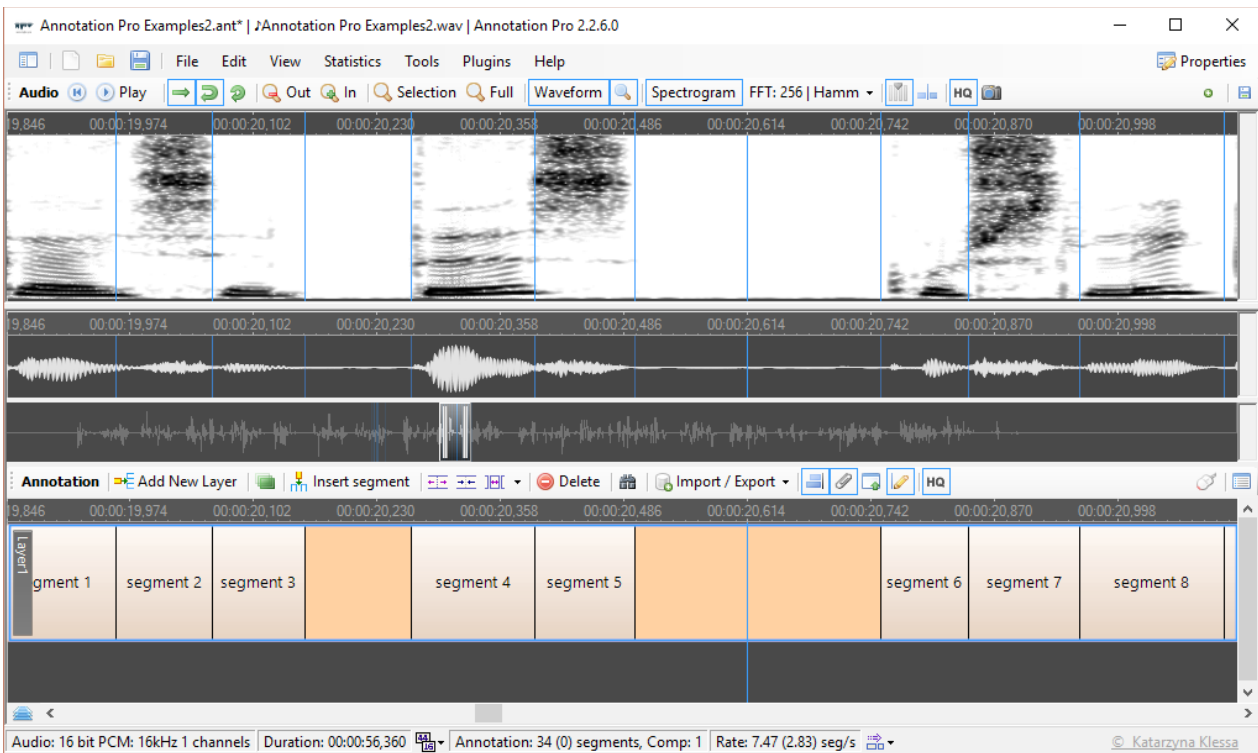 Annotation Pro Examples2.ant* | ♪Annotation Pro Examples2.wav | Annotation Pro 2.2.6.0
File Edit View Statistics Tools Plugins Help Properties
Audio Play Out In Selection Full Waveform Spectrogram FFT: 256 | Hamm HQ
19,846 00:00:19,974 00:00:20,102 00:00:20,230 00:00:20,358 00:00:20,486 00:00:20,614 00:00:20,742 00:00:20,870 00:00:20,998
19,846 00:00:19,974 00:00:20,102 00:00:20,230 00:00:20,358 00:00:20,486 00:00:20,614 00:00:20,742 00:00:20,870 00:00:20,998
Annotation Add New Layer Insert segment Delete Import / Export HQ
19,846 00:00:19,974 00:00:20,102 00:00:20,230 00:00:20,358 00:00:20,486 00:00:20,614 00:00:20,742 00:00:20,870 00:00:20,998
Layer1
gment 1 segment 2 segment 3 segment 4 segment 5 segment 6 segment 7 segment 8
Audio: 16 bit PCM: 16kHz 1 channels Duration: 00:00:56,360 44 16 Annotation: 34 (0) segments, Comp: 1 Rate: 7.47 (2.83) seg/s © Katarzyna Klessa